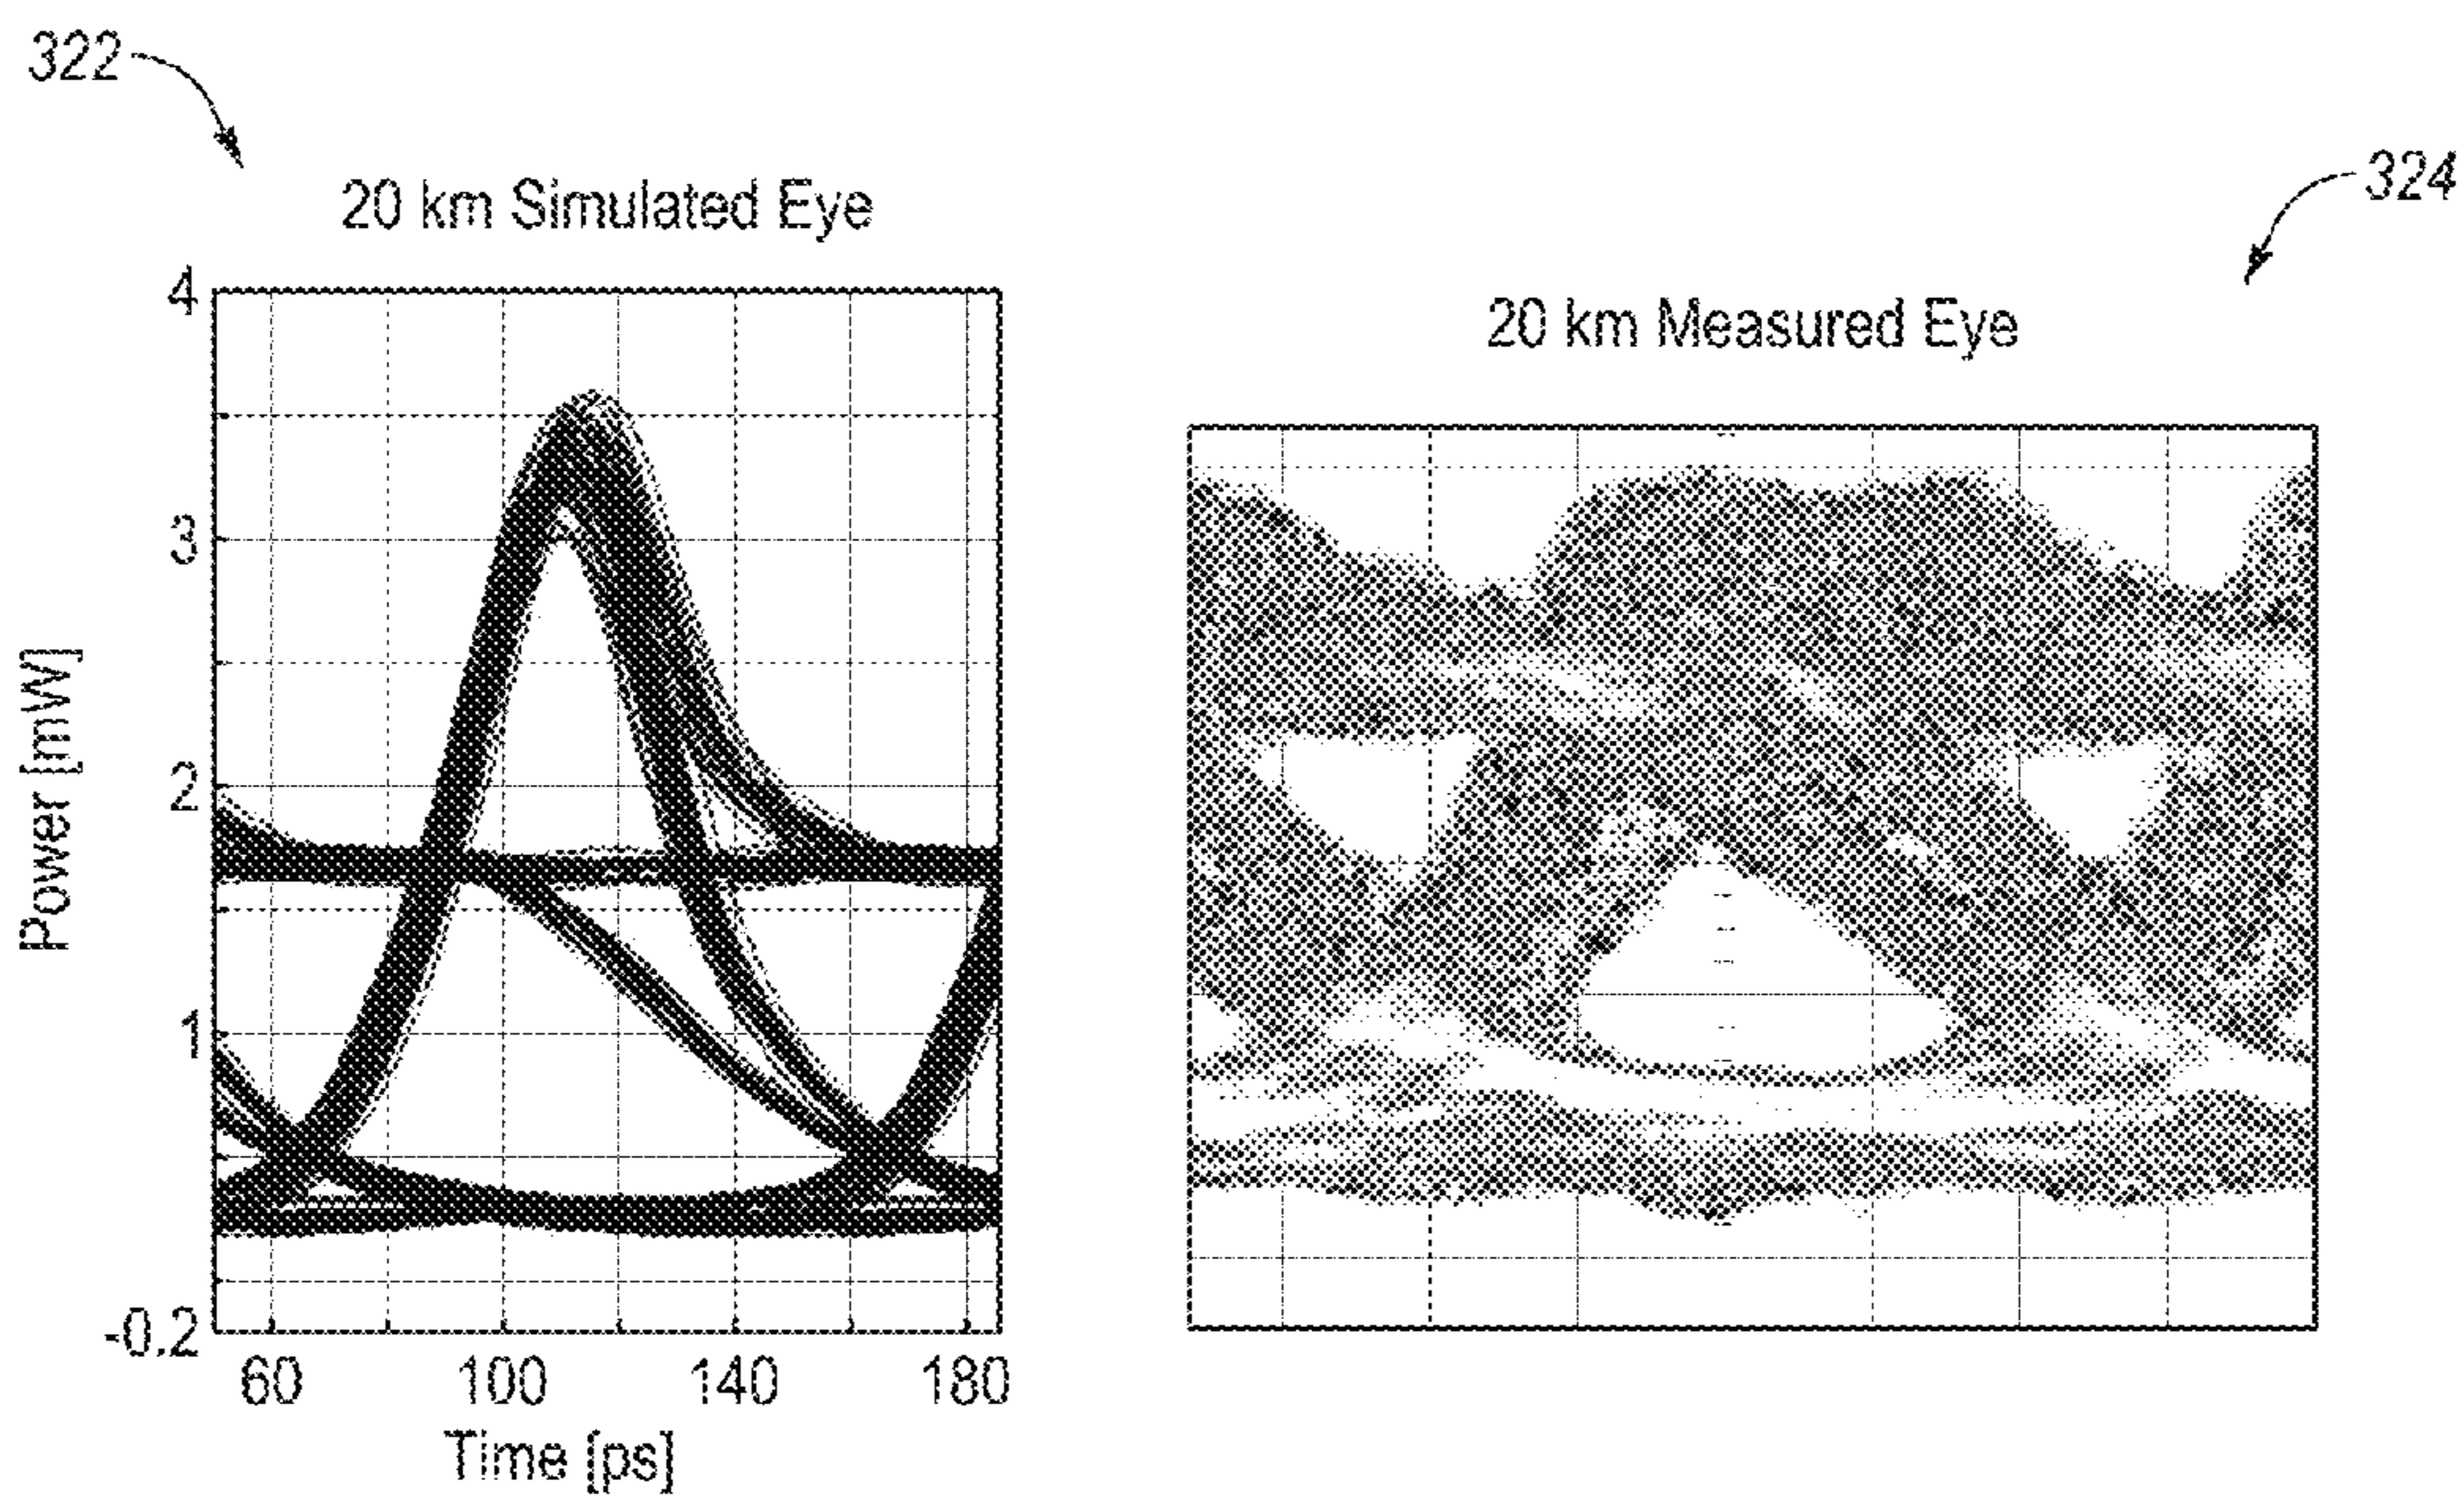 322
20 km Simulated Eye
4
3
2
1
-0.2
60 100 140 180
Power [mW]
Time [ps]
324
20 km Measured Eye